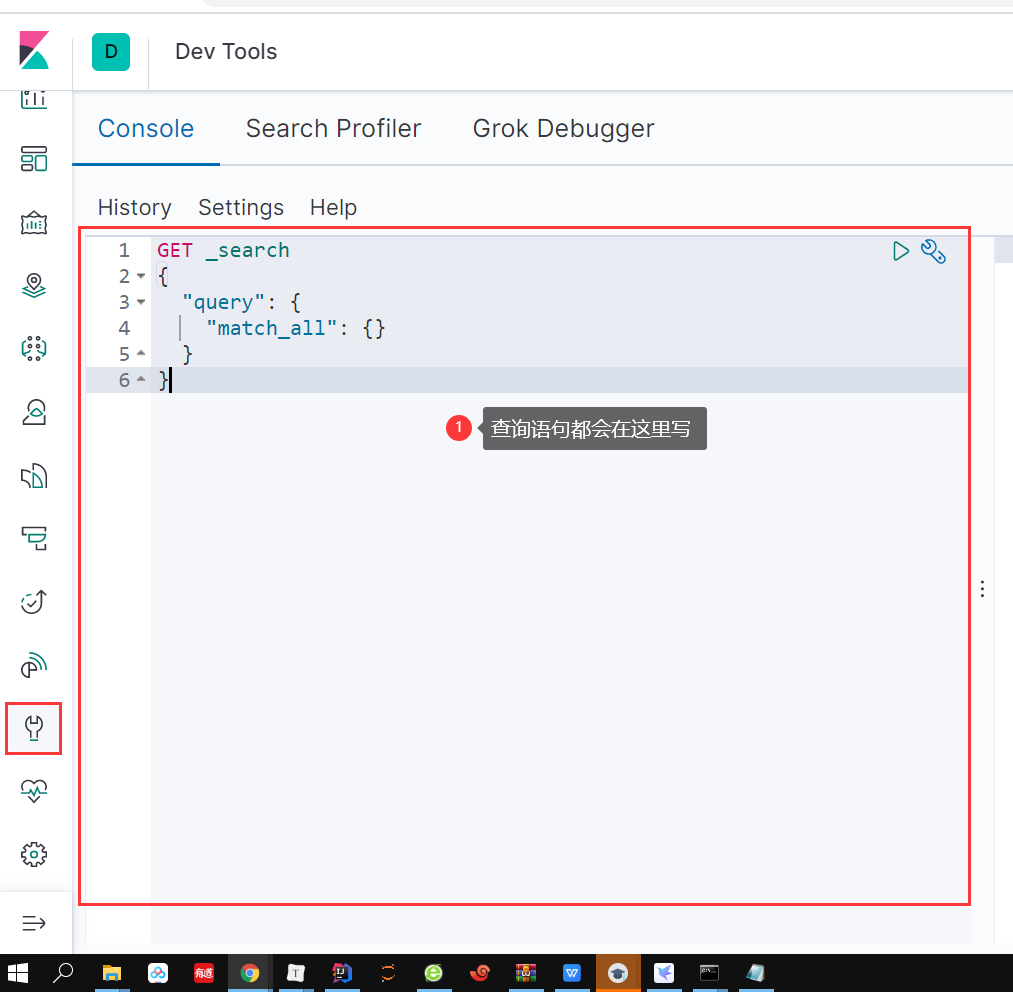 D
Dev Tools
Console Search Profiler Grok Debugger
History Settings Help
1 GET _search
2 {
3   "query": {
4     "match_all": {}
5   }
6 }
1 查询语句都会在这里写
有道
T
IJ
W